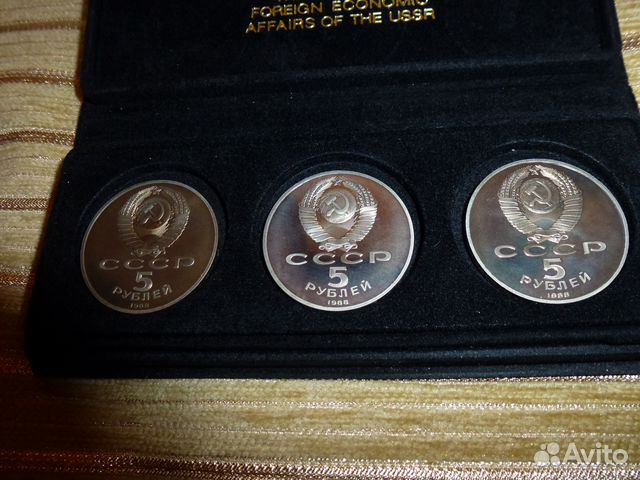 FOREIGN ECONOMIC
AFFAIRS OF THE USSR
СССР
5
РУБЛЕЙ
1988
СССР
5
РУБЛЕЙ
1988
СССР
5
РУБЛЕЙ
1988
Avito